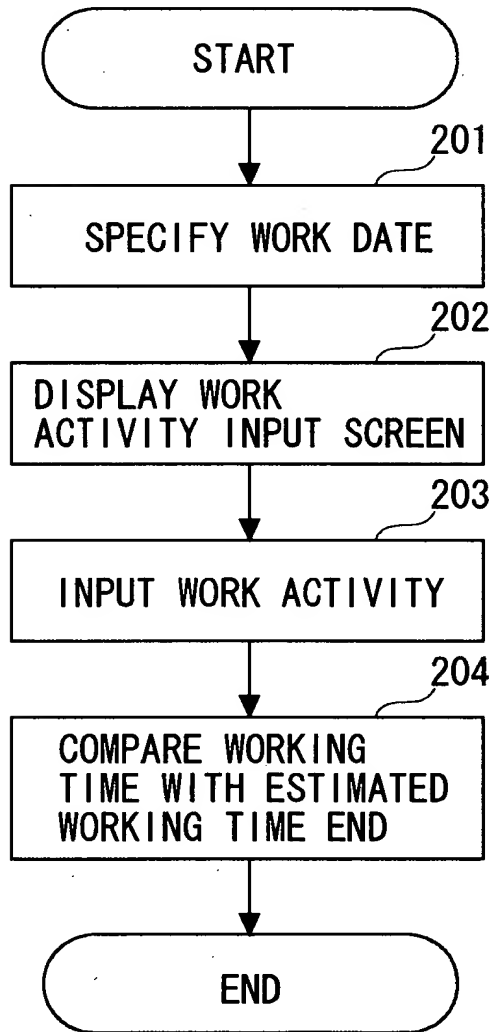 START
201
SPECIFY WORK DATE
202
DISPLAY WORK
ACTIVITY INPUT SCREEN
203
INPUT WORK ACTIVITY
204
COMPARE WORKING
TIME WITH ESTIMATED
WORKING TIME END
END